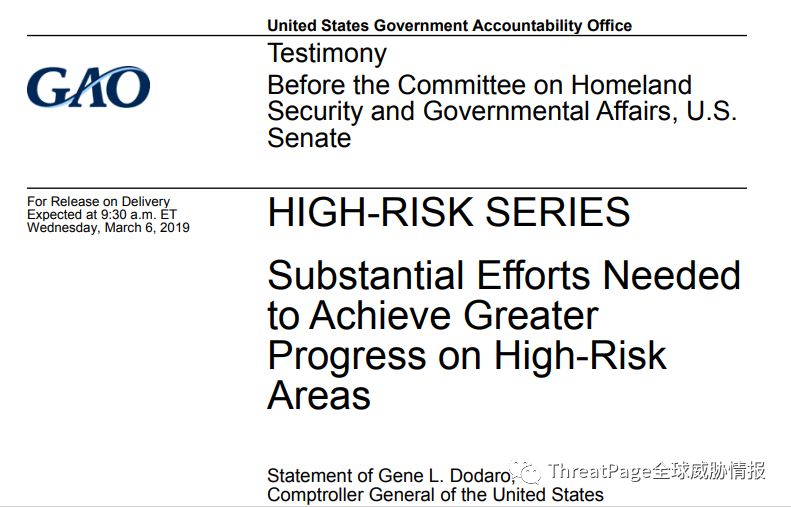 United States Government Accountability Office
GAO
Testimony
Before the Committee on Homeland
Security and Governmental Affairs, U.S.
Senate
For Release on Delivery
Expected at 9:30 a.m. ET
Wednesday, March 6, 2019
HIGH-RISK SERIES
Substantial Efforts Needed
to Achieve Greater
Progress on High-Risk
Areas
Statement of Gene L. Dodaro,
Comptroller General of the United States
ThreatPage全球威胁情报